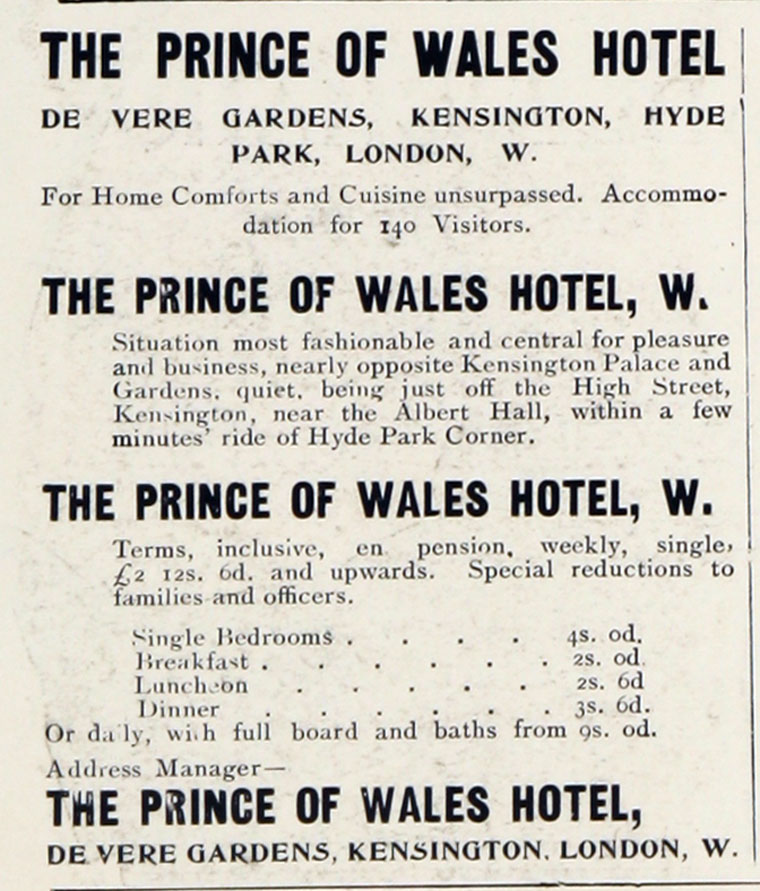 THE PRINCE OF WALES HOTEL
DE VERE GARDENS, KENSINGTON, HYDE
PARK, LONDON, W.
For Home Comforts and Cuisine unsurpassed. Accommo-
dation for 140 Visitors.
THE PRINCE OF WALES HOTEL, W.
Situation most fashionable and central for pleasure
and business, nearly opposite Kensington Palace and
Gardens, quiet, being just off the High Street,
Kensington, near the Albert Hall, within a few
minutes' ride of Hyde Park Corner.
THE PRINCE OF WALES HOTEL, W.
Terms, inclusive, en pension, weekly, single,
£2 12s. 6d. and upwards. Special reductions to
families and officers.
Single Bedrooms . . . . 4s. 0d.
Breakfast . . . . . . 2s. 0d.
Luncheon . . . . . 2s. 6d
Dinner . . . . . . 3s. 6d.
Or daily, with full board and baths from 9s. 0d.
Address Manager—
THE PRINCE OF WALES HOTEL,
DE VERE GARDENS, KENSINGTON, LONDON, W.